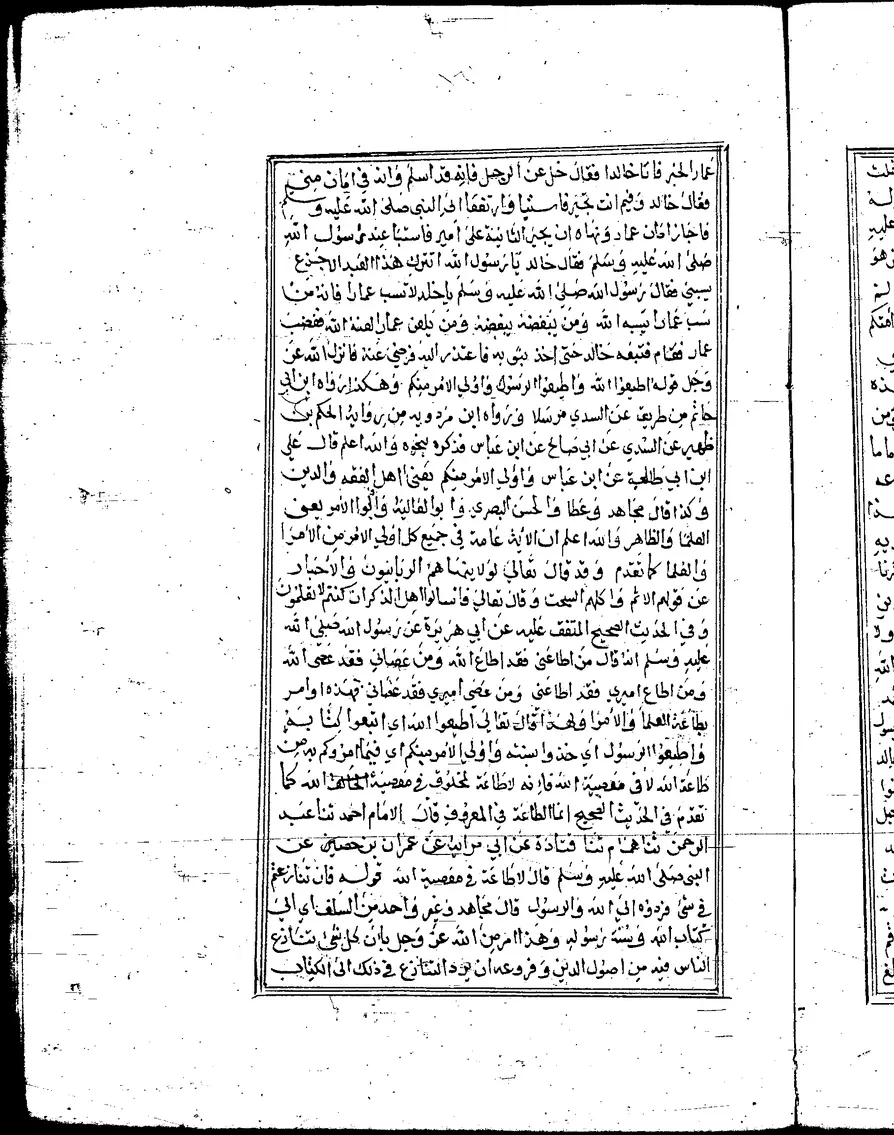 عمار الخبر فاتا خالدا فقال خل عن الرجل فانه قد اسلم وانه في امان مني
فقال خالد وفيم انت تجير فاستبا وارتفعا الى النبي صلى الله عليه وسلم
فاجاز امان عمار ونهاه ان يجير الثانية على امير فاستبا عند رسول الله
صلى الله عليه وسلم فقال خالد يا رسول الله اتترك هذا العبد الاجدع
يسبني فقال رسول الله صلى الله عليه وسلم يا خالد لا تسب عمارا فانه من
سب عمارا يسبه الله ومن يبغضه يبغضه ومن يلعن عمارا لعنه الله فغضب
عمار فقام فتبعه خالد حتى اخذ بثوبه فاعتذر اليه فرضي عنه فانزل الله عز
وجل قوله اطيعوا الله واطيعوا الرسول واولي الامر منكم وهكذا رواه ابن ابي
حاتم من طريق عن السدي مرسلا ورواه ابن مردويه من رواية الحكم بن
ظهير عن السدي عن ابي صالح عن ابن عباس فذكره بنحوه والله اعلم قال علي
ابن ابي طلحة عن ابن عباس واولي الامر منكم يعني اهل الفقه والدين
وكذا قال مجاهد وعطا والحسن البصري وابو العالية واولوا الامر يعني
العلما والظاهر والله اعلم ان الاية عامة في جميع كل اولي الامر من الامرا
والعلما كما تقدم وقد قال تعالى لولا ينهاهم الربانيون والاحبار
عن قولهم الاثم واكلهم السحت وقال تعالى فاسالوا اهل الذكر ان كنتم لا تعلمون
وفي الحديث الصحيح المتفق عليه عن ابي هريرة عن رسول الله صلى الله
عليه وسلم انه قال من اطاعني فقد اطاع الله ومن عصاني فقد عصى الله
ومن اطاع اميري فقد اطاعني ومن عصى اميري فقد عصاني فهذه اوامر
بطاعة العلما والامرا ولهذا قال تعالى اطيعوا الله اي اتبعوا كتابه
واطيعوا الرسول اي خذوا بسنته واولي الامر منكم اي فيما امروكم به من
طاعة الله لا في معصية الله فانه لا طاعة لمخلوق في معصية الخالق الله كما
تقدم في الحديث الصحيح انما الطاعة في المعروف قال الامام احمد ثنا عبد
الرحمن ثنا همام ثنا قتادة عن ابي مراية عن عمران بن حصين عن
النبي صلى الله عليه وسلم قال لا طاعة في معصية الله قوله فان تنازعتم
في شئ فردوه الى الله والرسول قال مجاهد وغير واحد من السلف اي الى
كتاب الله وسنة رسوله وهذا امر من الله عز وجل بان كل شئ تنازع
الناس فيه من اصول الدين وفروعه ان يرد التنازع في ذلك الى الكتاب